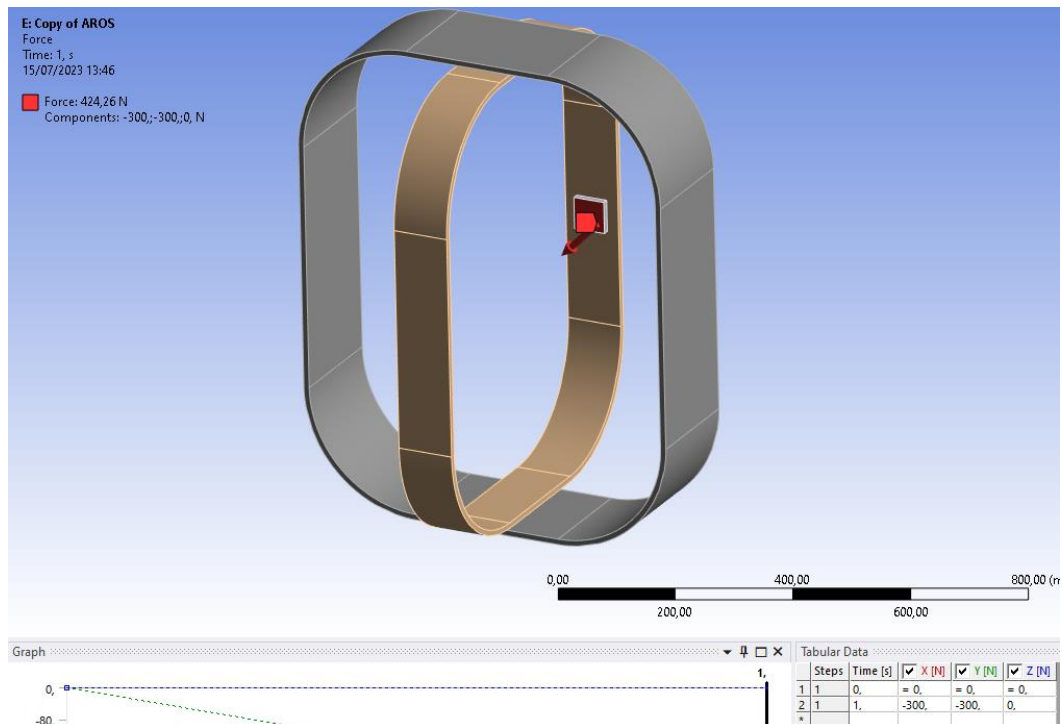 E: Copy of AROS
Force
Time: 1, s
15/07/2023 13:46
Force: 424,26 N
Components: -300,;-300,;0, N
0,00 400,00 800,00 (m
200,00 600,00
Graph
1,
0,
-80,
Tabular Data
Steps Time [s] X [N] Y [N] Z [N]
1 1 0, = 0, = 0, = 0,
2 1 1, -300, -300, 0,
*